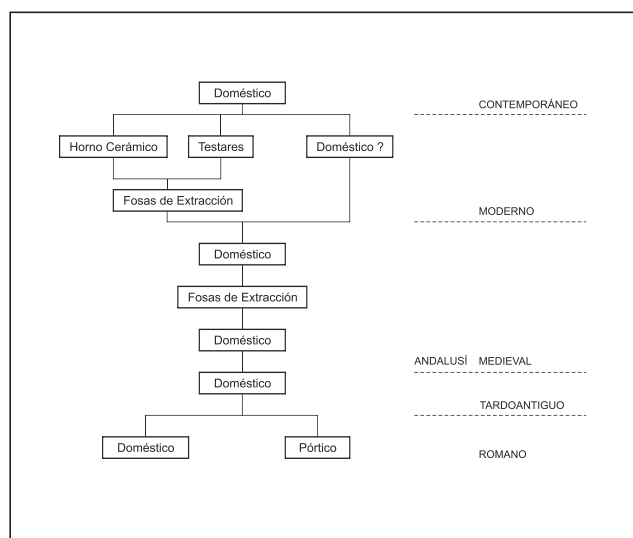 Doméstico
CONTEMPORÁNEO
Horno Cerámico Testares Doméstico ?
Fosas de Extracción
MODERNO
Doméstico
Fosas de Extracción
Doméstico
ANDALUSÍ MEDIEVAL
Doméstico
TARDOANTIGUO
Doméstico Pórtico
ROMANO